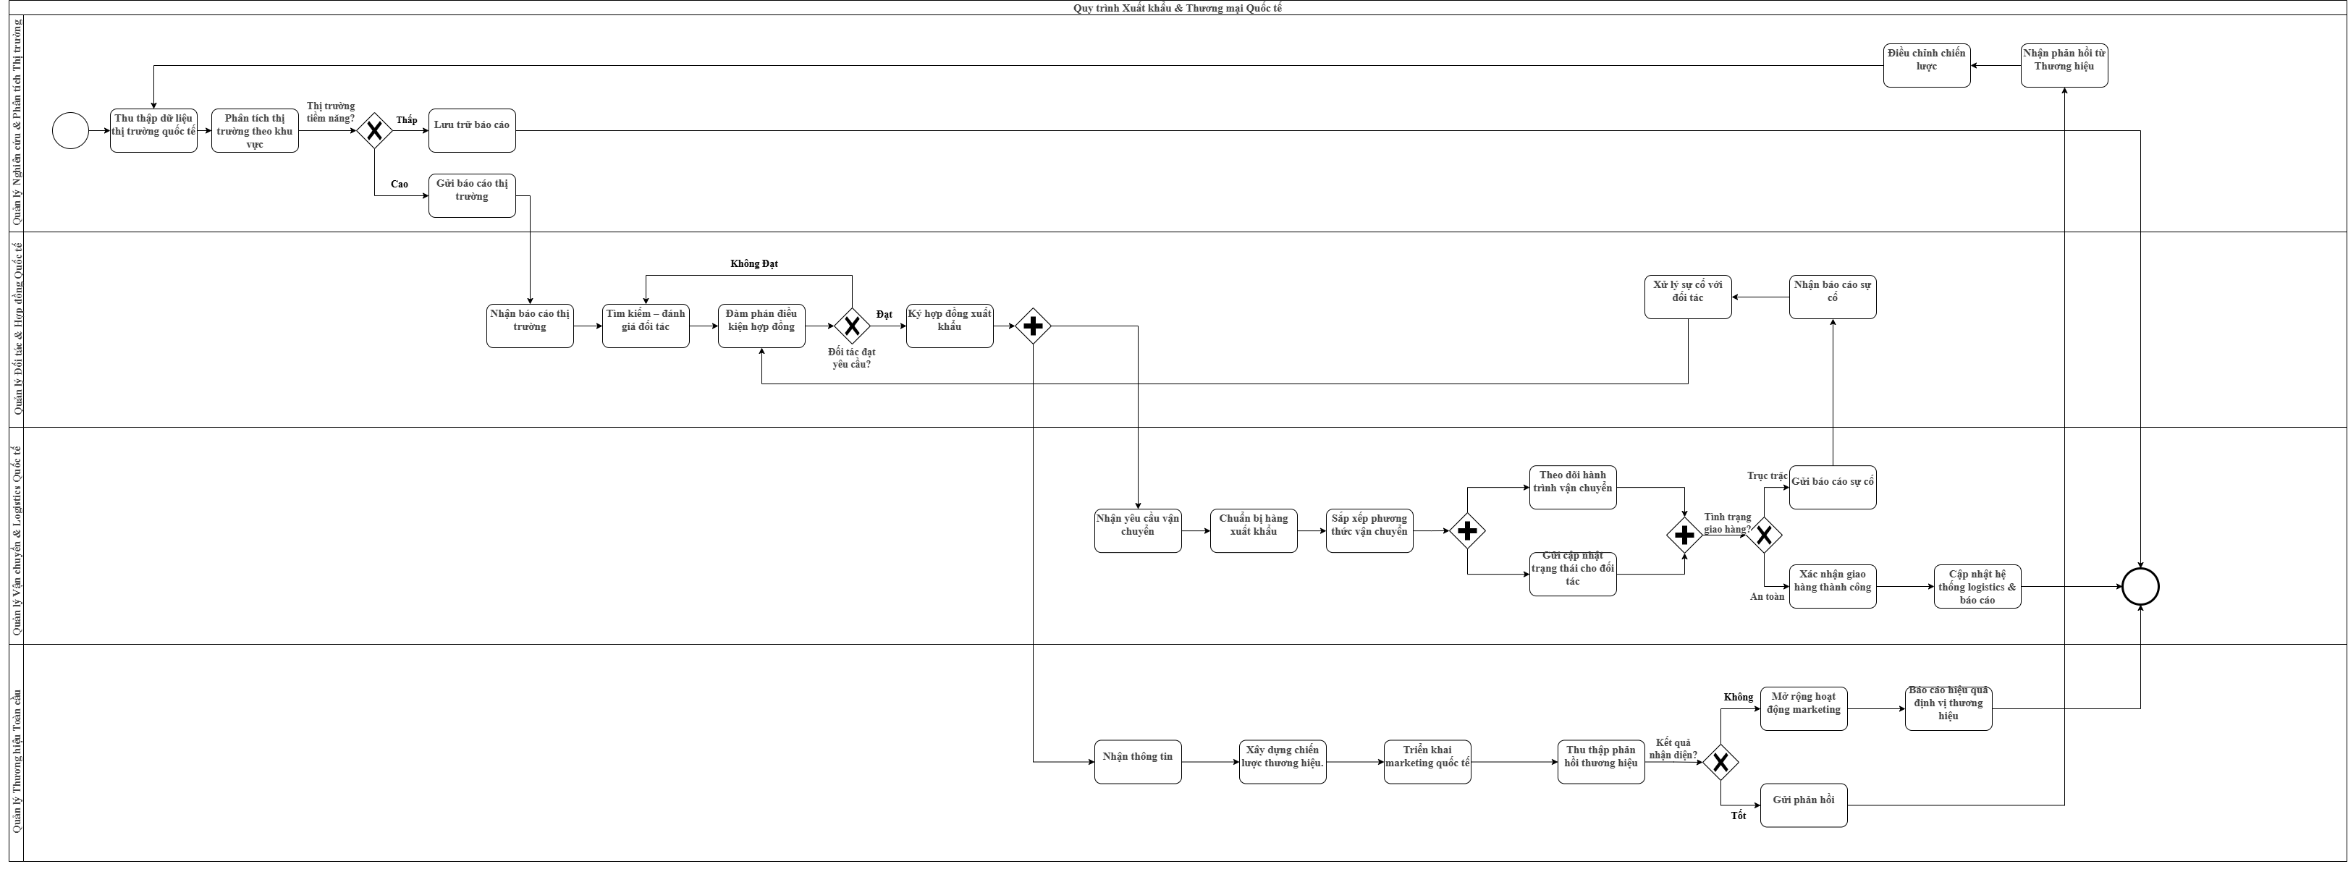 Quy trình Xuất khẩu & Thương mại Quốc tế
Quản lý Nghiên cứu & Phân tích Thị trường
Điều chỉnh chiến
lược
Nhận phản hồi từ
Thương hiệu
Thu thập dữ liệu
thị trường quốc tế
Phân tích thị
trường theo khu
vực
Thị trường
tiềm năng?
Thấp
Lưu trữ báo cáo
Cao
Gửi báo cáo thị
trường
Quản lý Đối tác & Hợp đồng Quốc tế
Không Đạt
Nhận báo cáo thị
trường
Tìm kiếm – đánh
giá đối tác
Đàm phán điều
kiện hợp đồng
Đối tác đạt
yêu cầu?
Đạt
Ký hợp đồng xuất
khẩu
Xử lý sự cố với
đối tác
Nhận báo cáo sự
cố
Quản lý Vận chuyển & Logistics Quốc tế
Nhận yêu cầu vận
chuyển
Chuẩn bị hàng
xuất khẩu
Sắp xếp phương
thức vận chuyển
Theo dõi hành
trình vận chuyển
Gửi cập nhật
trạng thái cho đối
tác
Tình trạng
giao hàng?
Trục trặc
Gửi báo cáo sự cố
An toàn
Xác nhận giao
hàng thành công
Cập nhật hệ
thống logistics &
báo cáo
Quản lý Thương hiệu Toàn cầu
Nhận thông tin
Xây dựng chiến
lược thương hiệu.
Triển khai
marketing quốc tế
Thu thập phản
hồi thương hiệu
Kết quả
nhận diện?
Không
Mở rộng hoạt
động marketing
Báo cáo hiệu quả
định vị thương
hiệu
Tốt
Gửi phản hồi